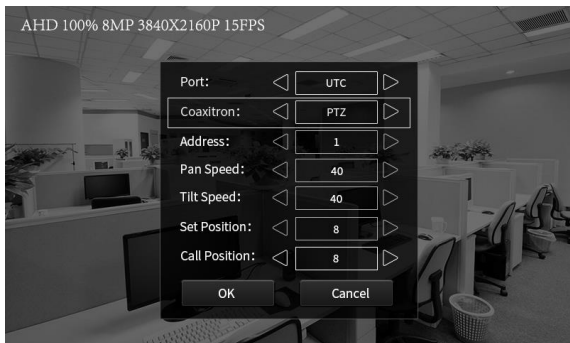 AHD 100% 8MP 3840X2160P 15FPS
Port: UTC
Coaxitron: PTZ
Address: 1
Pan Speed: 40
Tilt Speed: 40
Set Position: 8
Call Position: 8
OK Cancel